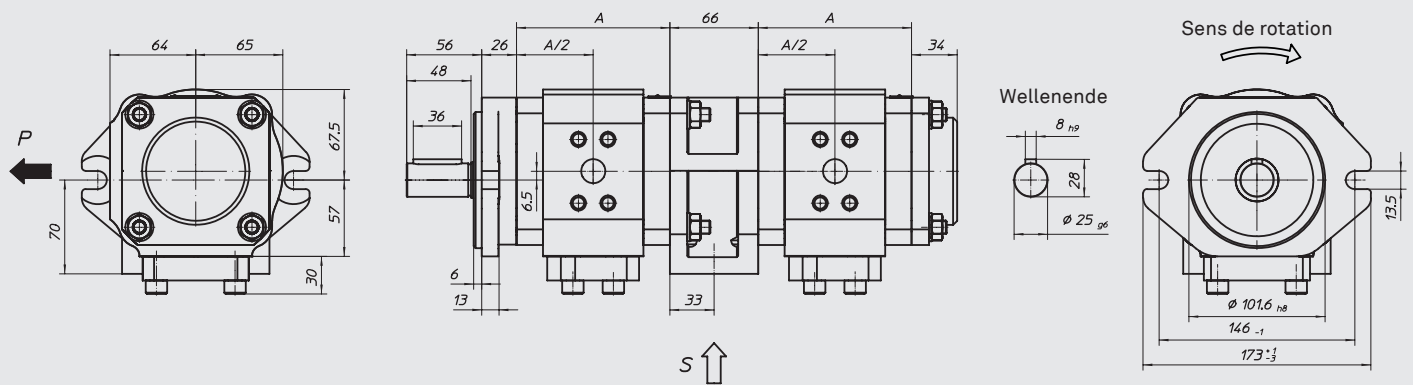 64
65
P
67.5
57
70
30
A
66
A
56
26
A/2
A/2
34
48
36
6.5
6
13
33
S
Wellenende
8 h9
28
Ø 25 g6
Sens de rotation
13.5
Ø 101.6 h8
146 -1
173 +1 -3